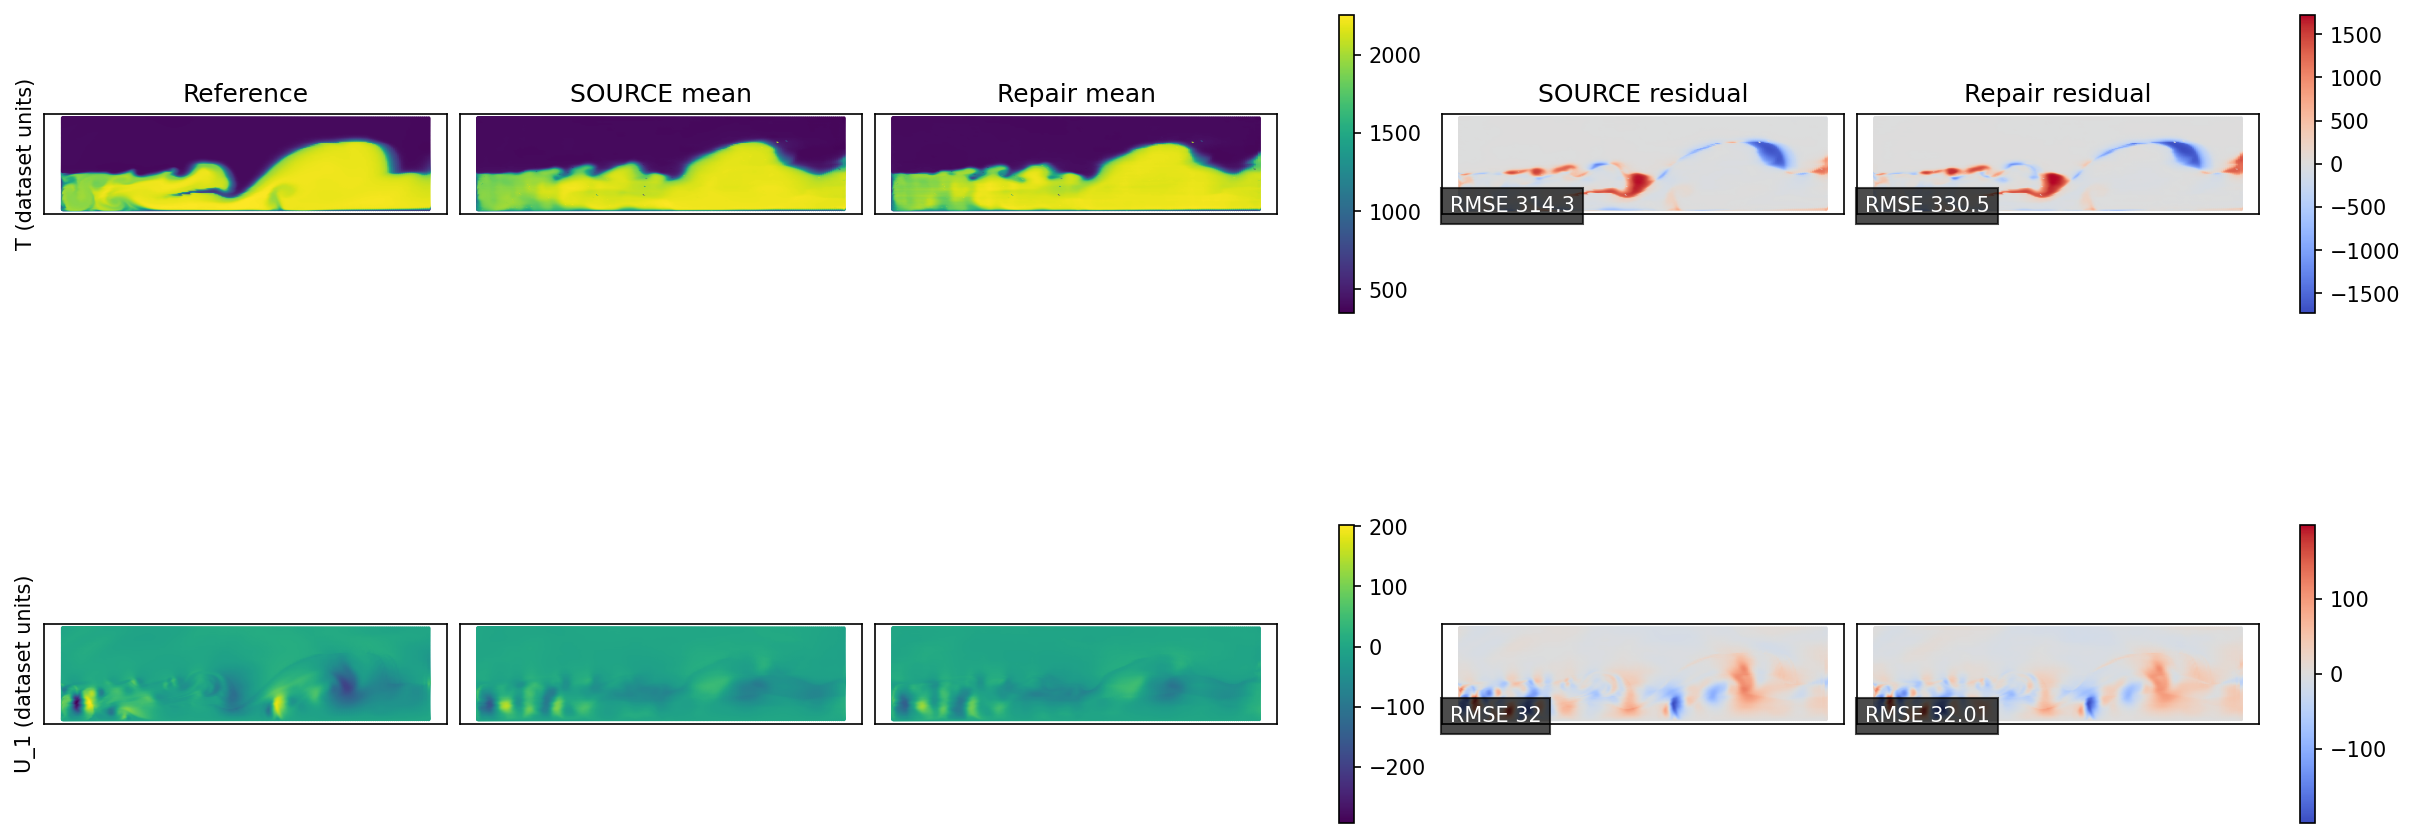 Reference
SOURCE mean
Repair mean
SOURCE residual
Repair residual
T (dataset units)
2000
1500
1000
500
RMSE 314.3
RMSE 330.5
1500
1000
500
0
−500
−1000
−1500
U_1 (dataset units)
200
100
0
−100
−200
RMSE 32
RMSE 32.01
100
0
−100